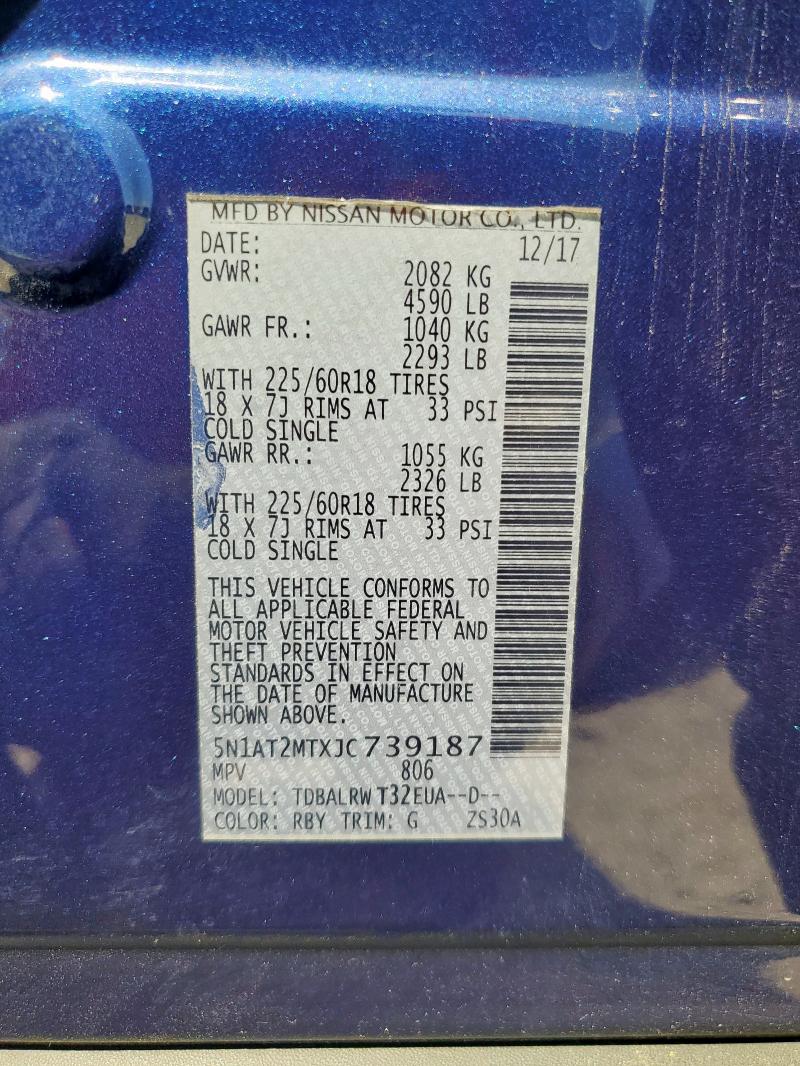 MFD BY NISSAN MOTOR CO., LTD.
DATE: 12/17
GVWR: 2082 KG
4590 LB
GAWR FR.: 1040 KG
2293 LB
WITH 225/60R18 TIRES
18 X 7J RIMS AT 33 PSI
COLD SINGLE
GAWR RR.: 1055 KG
2326 LB
WITH 225/60R18 TIRES
18 X 7J RIMS AT 33 PSI
COLD SINGLE
THIS VEHICLE CONFORMS TO
ALL APPLICABLE FEDERAL
MOTOR VEHICLE SAFETY AND
THEFT PREVENTION
STANDARDS IN EFFECT ON
THE DATE OF MANUFACTURE
SHOWN ABOVE.
5N1AT2MTXJC739187
MPV 806
MODEL: TDBALRW T32EUA--D--
COLOR: RBY TRIM: G ZS30A